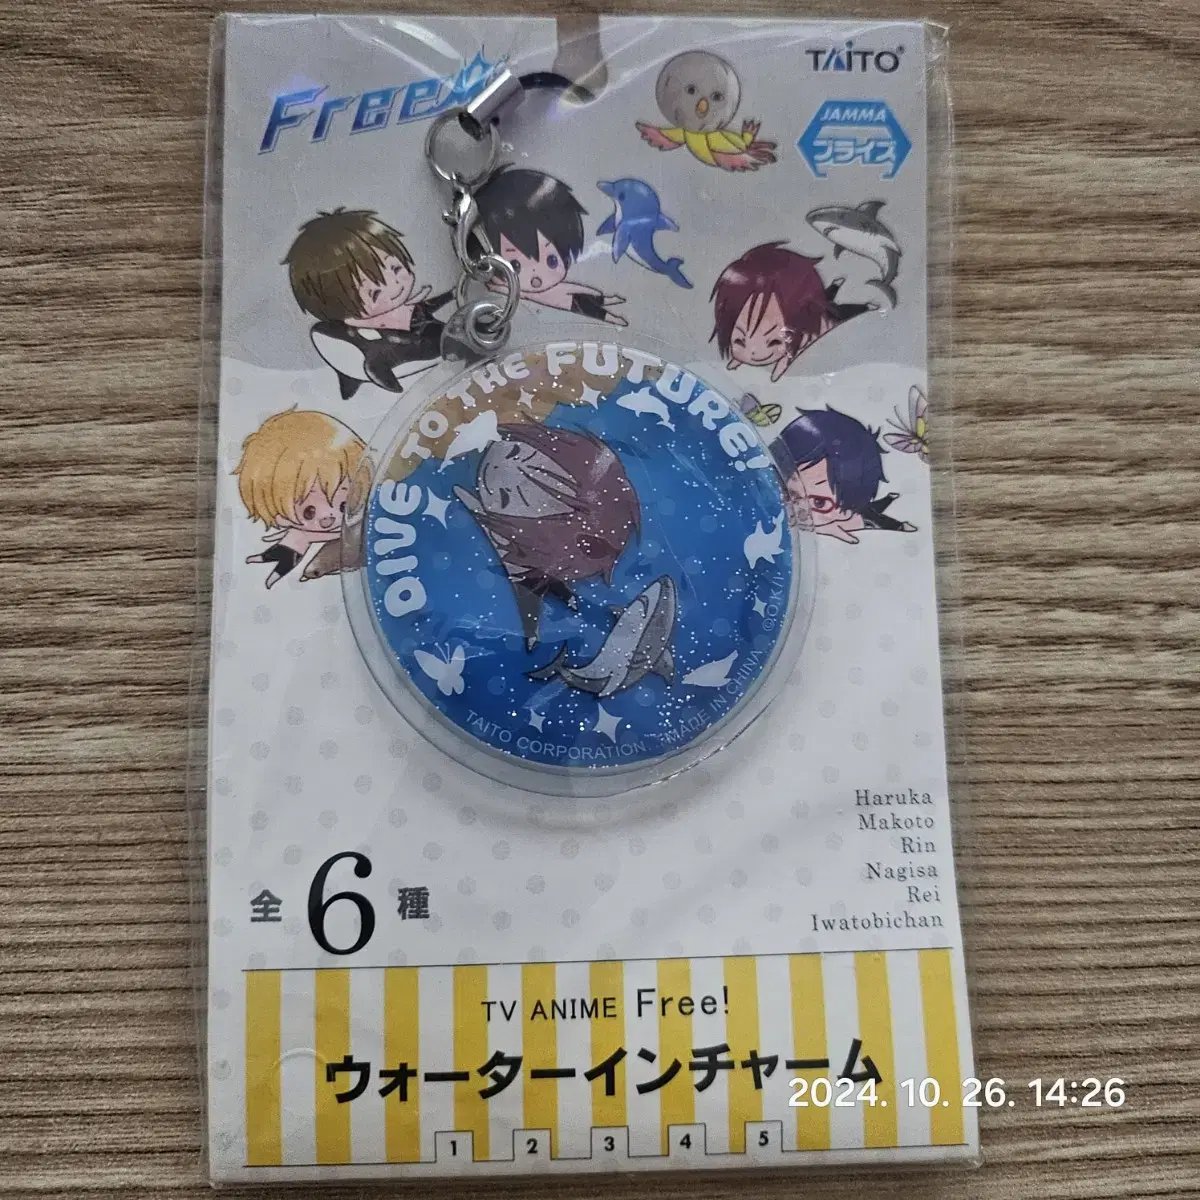 Free!
TAITO
JAMMA
プライズ
DIVE TO THE FUTURE!
©O.K/I
TAITO CORPORATION
MADE IN CHINA
Haruka
Makoto
Rin
Nagisa
Rei
Iwatobichan
全6種
TV ANIME Free!
ウォーターインチャーム
2024. 10. 26. 14:26
1 2 3 4 5